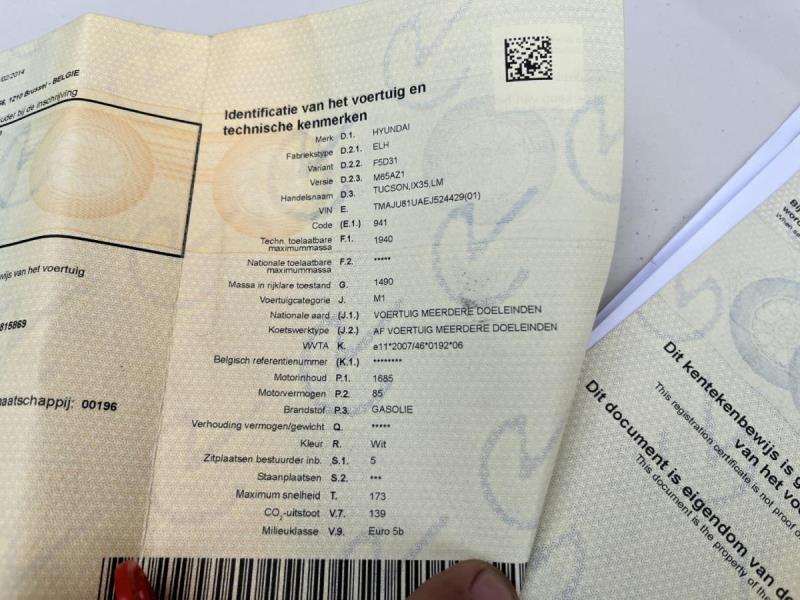 /02/2014
56, 1210 Brussel - BELGIE
uder bij de inschrijving
ewijs van het voertuig
815869
aatschappij: 00196
Identificatie van het voertuig en
technische kenmerken
Merk D.1. HYUNDAI
Fabriekstype D.2.1. ELH
Variant D.2.2. F5D31
Versie D.2.3. M65AZ1
Handelsnaam D.3. TUCSON,IX35,LM
VIN E. TMAJU81UAEJ524429(01)
Code (E.1.) 941
Techn. toelaatbare F.1. 1940
maximummassa
Nationale toelaatbare F.2. *****
maximummassa
Massa in rijklare toestand G. 1490
Voertuigcategorie J. M1
Nationale aard (J.1.) VOERTUIG MEERDERE DOELEINDEN
Koetswerktype (J.2.) AF VOERTUIG MEERDERE DOELEINDEN
WVTA K. e11*2007/46*0192*06
Belgisch referentienummer (K.1.) ********
Motorinhoud P.1. 1685
Motorvermogen P.2. 85
Brandstof P.3. GASOLIE
Verhouding vermogen/gewicht Q. *****
Kleur R. Wit
Zitplaatsen bestuurder inb. S.1. 5
Staanplaatsen S.2. ***
Maximum snelheid T. 173
CO2-uitstoot V.7. 139
Milieuklasse V.9. Euro 5b
Bij
word
When se
Dit kentekenbewijs is g
van het voe
This registration certificate is not proof o
Dit document is eigendom van de
This document is the property of the